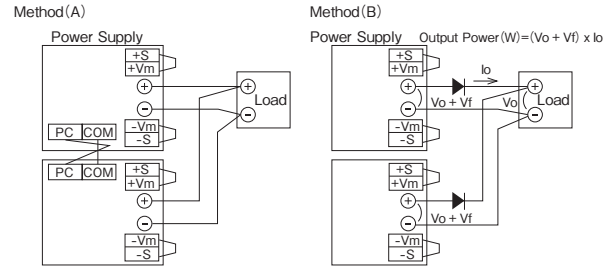 Method(A)
Power Supply
+S
+Vm
+
−
Load
+
−
-Vm
-S
PC COM
PC COM
+S
+Vm
+
−
-Vm
-S
Method(B)
Power Supply Output Power(W)=(Vo + Vf) x Io
+S
+Vm
Io
+
−
Vo + Vf
Vo
+
−
Load
-Vm
-S
+S
+Vm
+
−
Vo + Vf
-Vm
-S